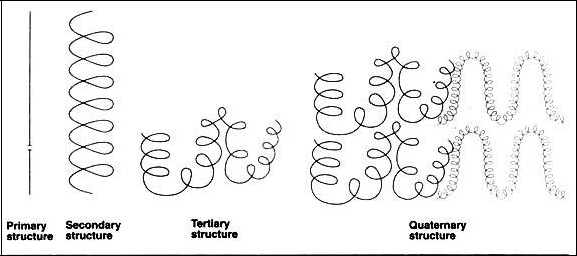 Primary
structure
Secondary
structure
Tertiary
structure
Quaternary
structure